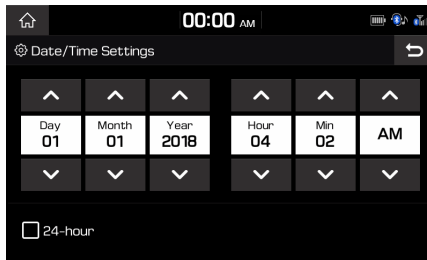 00:00 AM
Date/Time Settings
Day Month Year Hour Min
01 01 2018 04 02 AM
24-hour